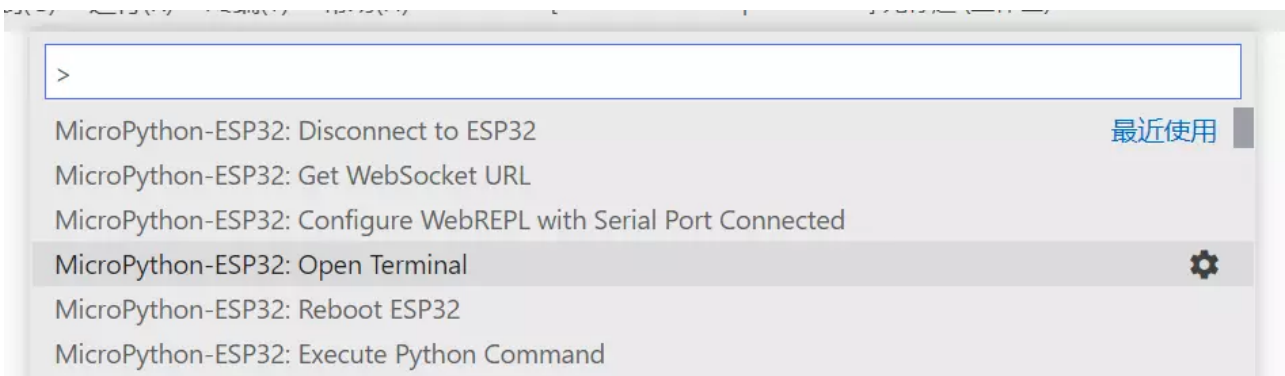 >
MicroPython-ESP32: Disconnect to ESP32 最近使用
MicroPython-ESP32: Get WebSocket URL
MicroPython-ESP32: Configure WebREPL with Serial Port Connected
MicroPython-ESP32: Open Terminal
MicroPython-ESP32: Reboot ESP32
MicroPython-ESP32: Execute Python Command